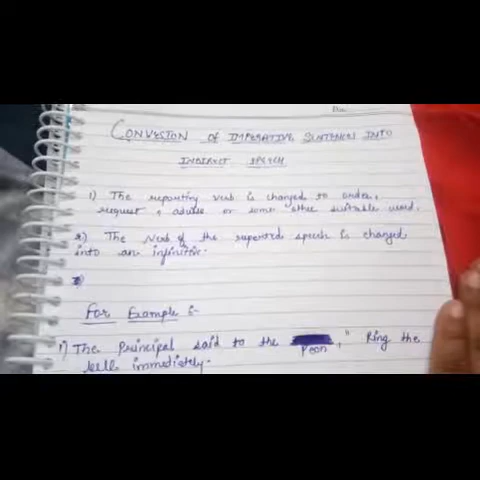 CONVESTION OF IMPERATIVE SENTENCES INTO
INDIRECT SPEECH
1) The reporting verb is changed to order,
request, advise or some other suitable word.
2) The Verb of the reported speech is changed
into an infinitive.
For Example :-
1) The Principal said to the Peon, " Ring the
bell immediately.